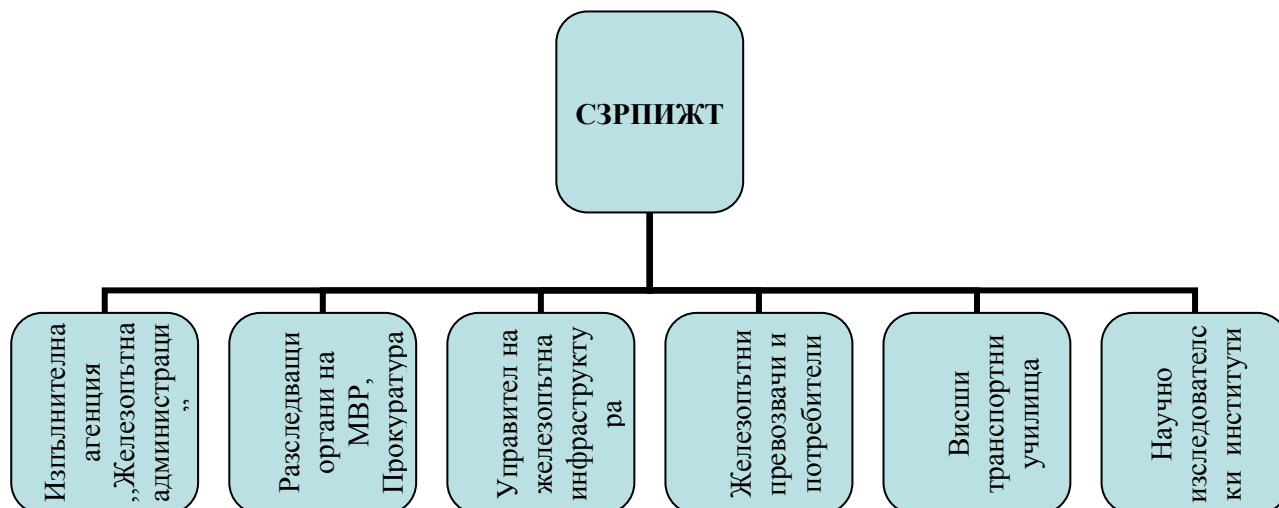 СЗРПИЖТ
Изпълнителна
агенция
„Железопътна
администраци
”
Разследващи
органи на
МВР,
Прокуратура
Управител на
железопътна
инфраструкту
ра
Железопътни
превозвачи и
потребители
Висши
транспортни
училища
Научно
изследователс
ки институти